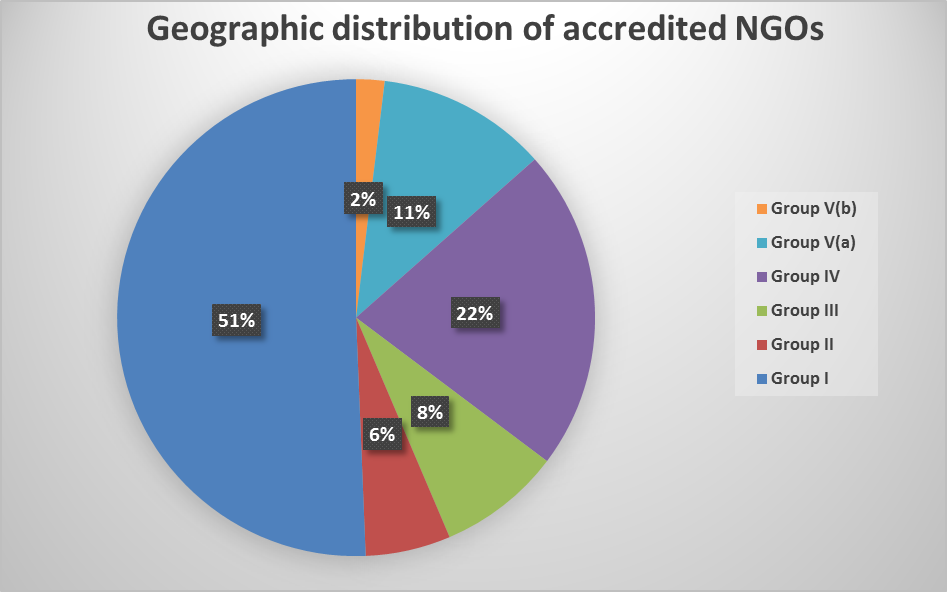 Geographic distribution of accredited NGOs
2%
11%
22%
51%
8%
6%
Group V(b)
Group V(a)
Group IV
Group III
Group II
Group I